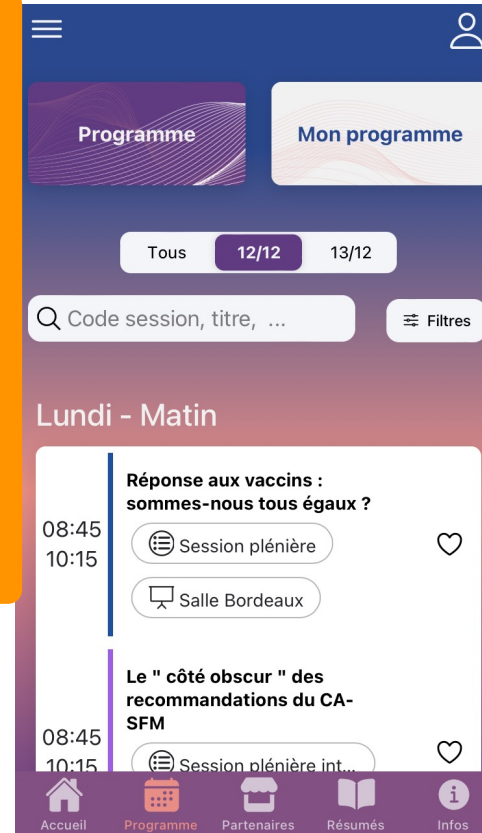 Programme
Mon programme
Tous
12/12
13/12
Code session, titre, ...
Filtres
Lundi - Matin
08:45
10:15
Réponse aux vaccins :
sommes-nous tous égaux ?
Session plénière
Salle Bordeaux
08:45
10:15
Le " côté obscur " des
recommandations du CA-
SFM
Session plénière int...
Accueil
Programme
Partenaires
Résumés
Infos